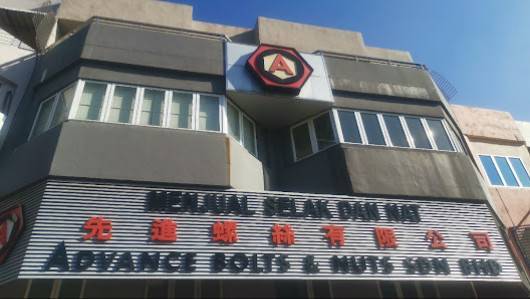 A
MENJUAL SELAK DAN NAT
先進螺絲有限公司
ADVANCE BOLTS & NUTS SDN BHD